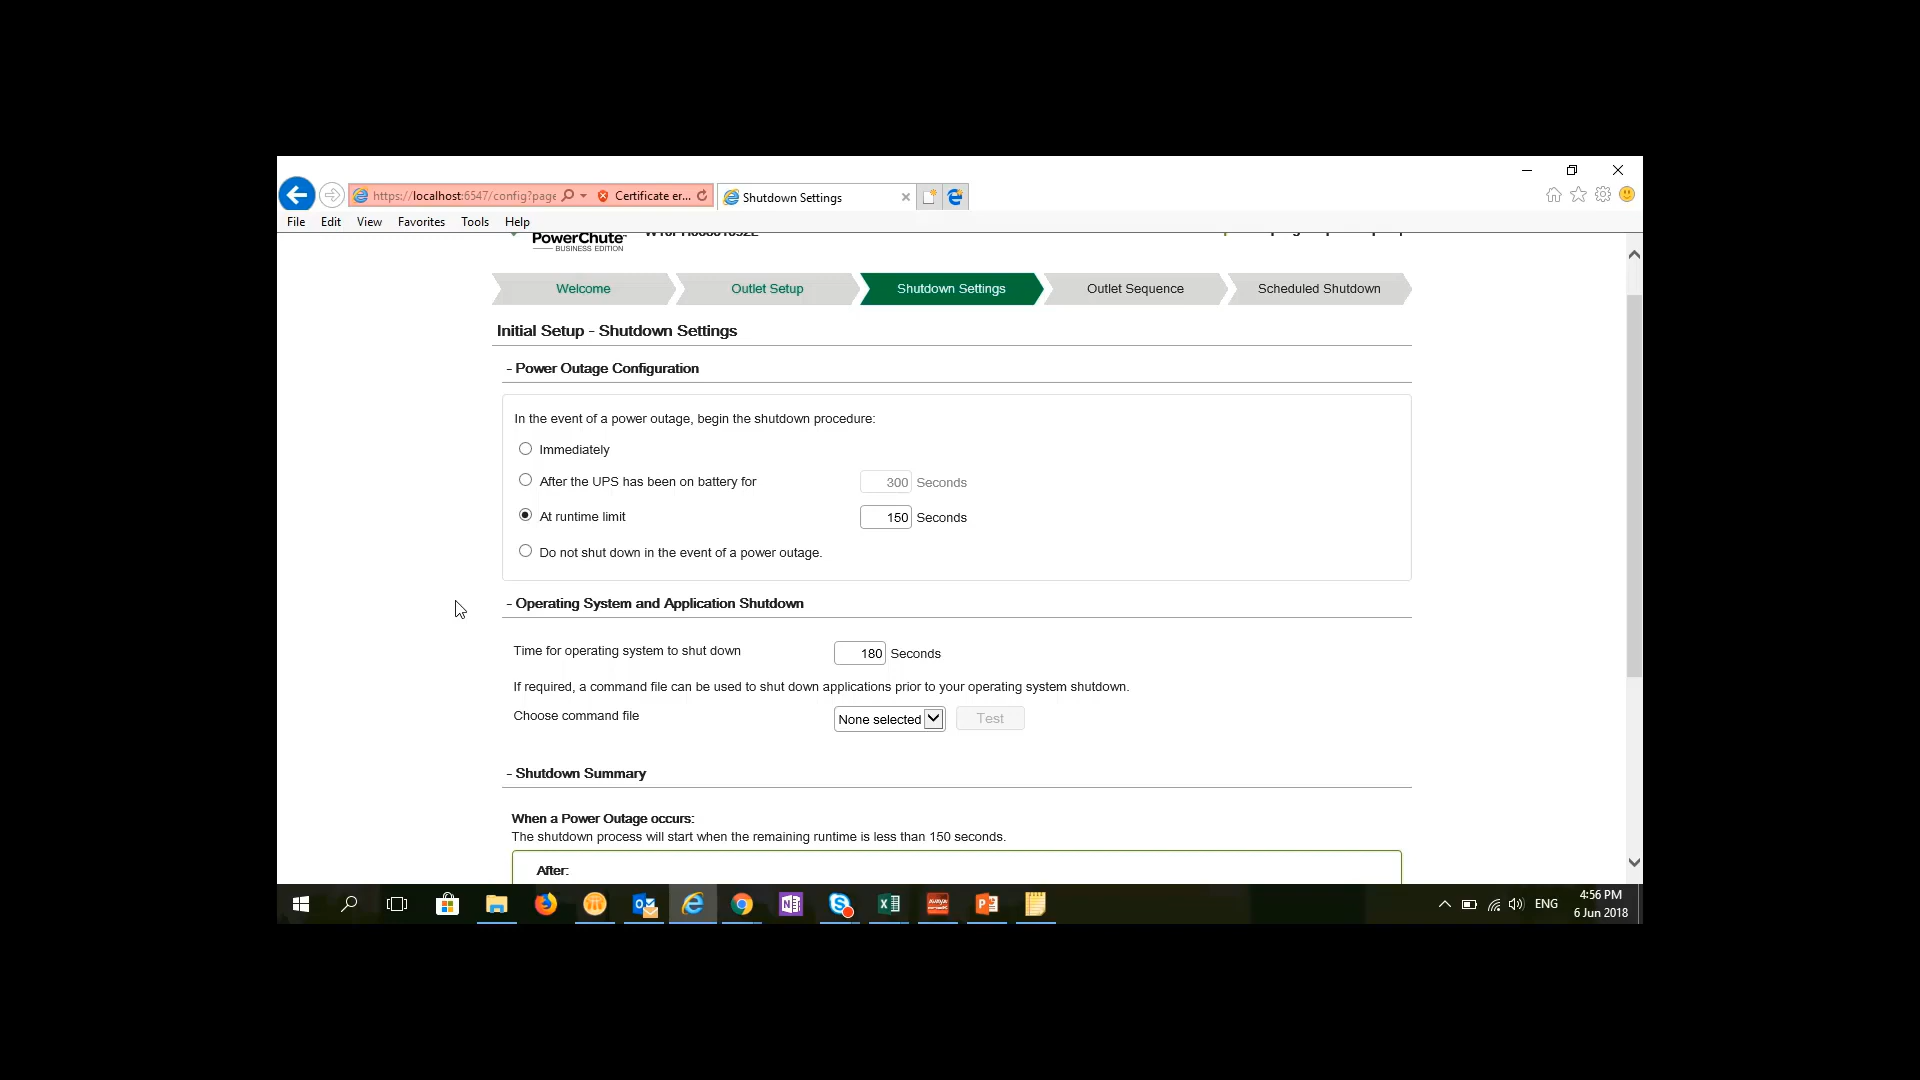 https://localhost:6547/config?page
Certificate er...
Shutdown Settings
File Edit View Favorites Tools Help
PowerChute™
BUSINESS EDITION
Welcome
Outlet Setup
Shutdown Settings
Outlet Sequence
Scheduled Shutdown
Initial Setup - Shutdown Settings
- Power Outage Configuration
In the event of a power outage, begin the shutdown procedure:
Immediately
After the UPS has been on battery for 300 Seconds
At runtime limit 150 Seconds
Do not shut down in the event of a power outage.
- Operating System and Application Shutdown
Time for operating system to shut down 180 Seconds
If required, a command file can be used to shut down applications prior to your operating system shutdown.
Choose command file None selected Test
- Shutdown Summary
When a Power Outage occurs:
The shutdown process will start when the remaining runtime is less than 150 seconds.
After:
ENG
4:56 PM
6 Jun 2018